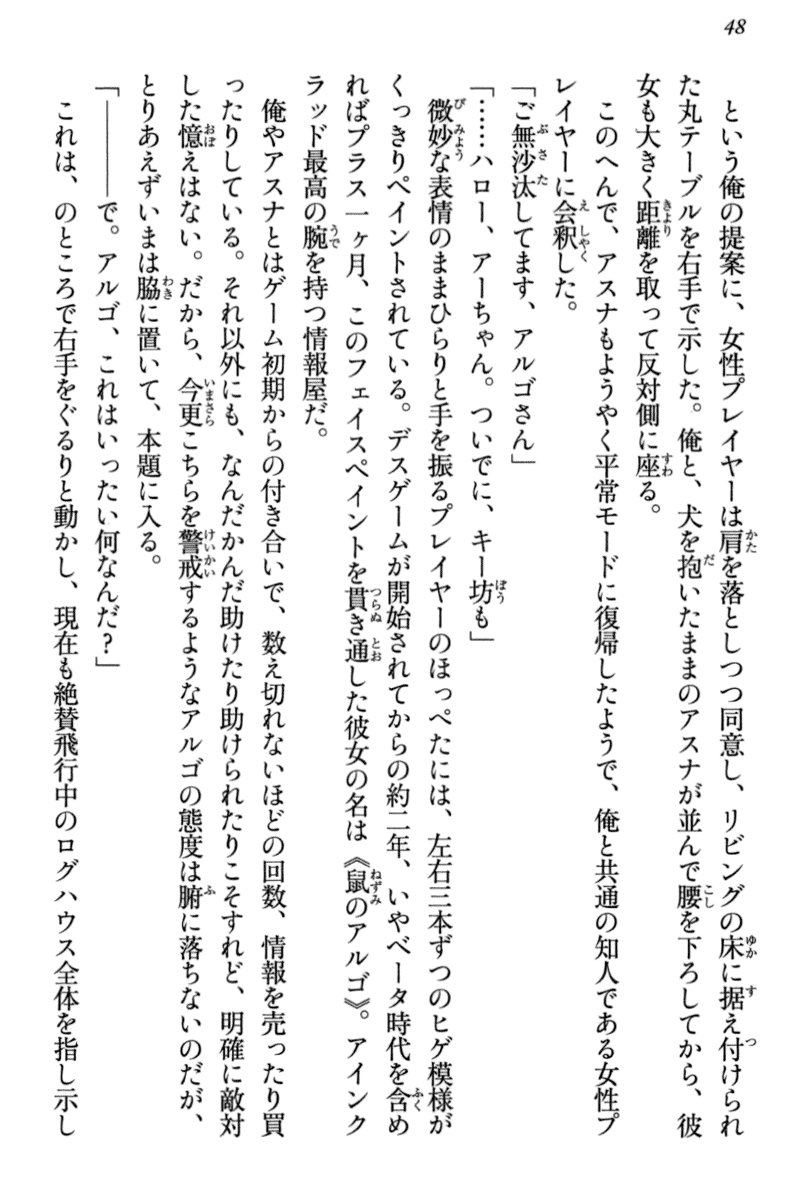 48
という俺の提案に、女性プレイヤーは肩を落としつつ同意し、リビングの床に据え付けられ
た丸テーブルを右手で示した。俺と、犬を抱いたままのアスナが並んで腰を下ろしてから、彼
女も大きく距離を取って反対側に座る。
このへんで、アスナもようやく平常モードに復帰したようで、俺と共通の知人である女性プ
レイヤーに会釈した。
「ご無沙汰してます、アルゴさん」
「……ハロー、アーちゃん。ついでに、キー坊も」
微妙な表情のままひらりと手を振るプレイヤーのほっぺたには、左右三本ずつのヒゲ模様が
くっきりペイントされている。デスゲームが開始されてからの約二年、いやベータ時代を含め
ればプラス一ヶ月、このフェイスペイントを貫き通した彼女の名は《鼠のアルゴ》。アインク
ラッド最高の腕を持つ情報屋だ。
俺やアスナとはゲーム初期からの付き合いで、数え切れないほどの回数、情報を売ったり買
ったりしている。それ以外にも、なんだかんだ助けたり助けられたりこそすれど、明確に敵対
した憶えはない。だから、今更こちらを警戒するようなアルゴの態度は腑に落ちないのだが、
とりあえずいまは脇に置いて、本題に入る。
「―――で。アルゴ、これはいったい何なんだ？」
これは、のところで右手をぐるりと動かし、現在も絶賛飛行中のログハウス全体を指し示し